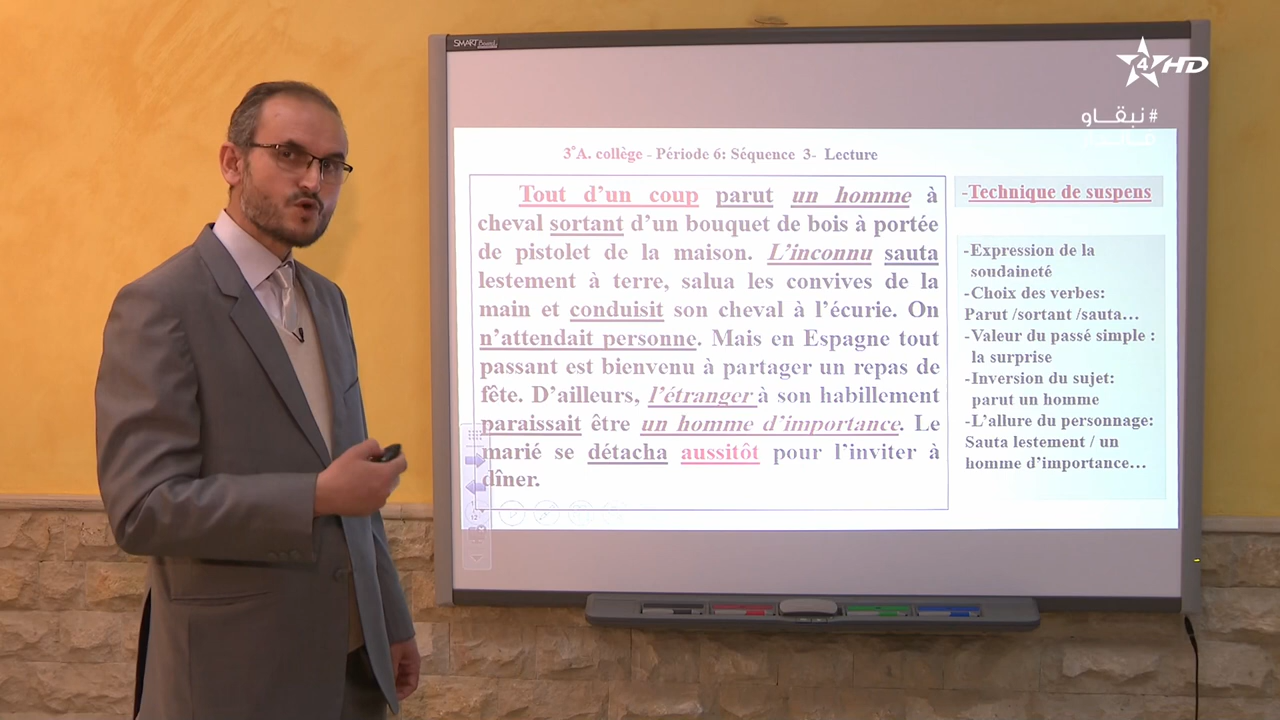 SMART Board
4 HD
# نبقاو
3°A. collège - Période 6: Séquence 3- Lecture
Tout d'un coup parut un homme à
cheval sortant d'un bouquet de bois à portée
de pistolet de la maison. L'inconnu sauta
lestement à terre, salua les convives de la
main et conduisit son cheval à l'écurie. On
n'attendait personne. Mais en Espagne tout
passant est bienvenu à partager un repas de
fête. D'ailleurs, l'étranger à son habillement
paraissait être un homme d'importance. Le
marié se détacha aussitôt pour l'inviter à
dîner.
-Technique de suspens
-Expression de la
soudaineté
-Choix des verbes:
Parut /sortant /sauta…
-Valeur du passé simple :
la surprise
-Inversion du sujet:
parut un homme
-L'allure du personnage:
Sauta lestement / un
homme d'importance…